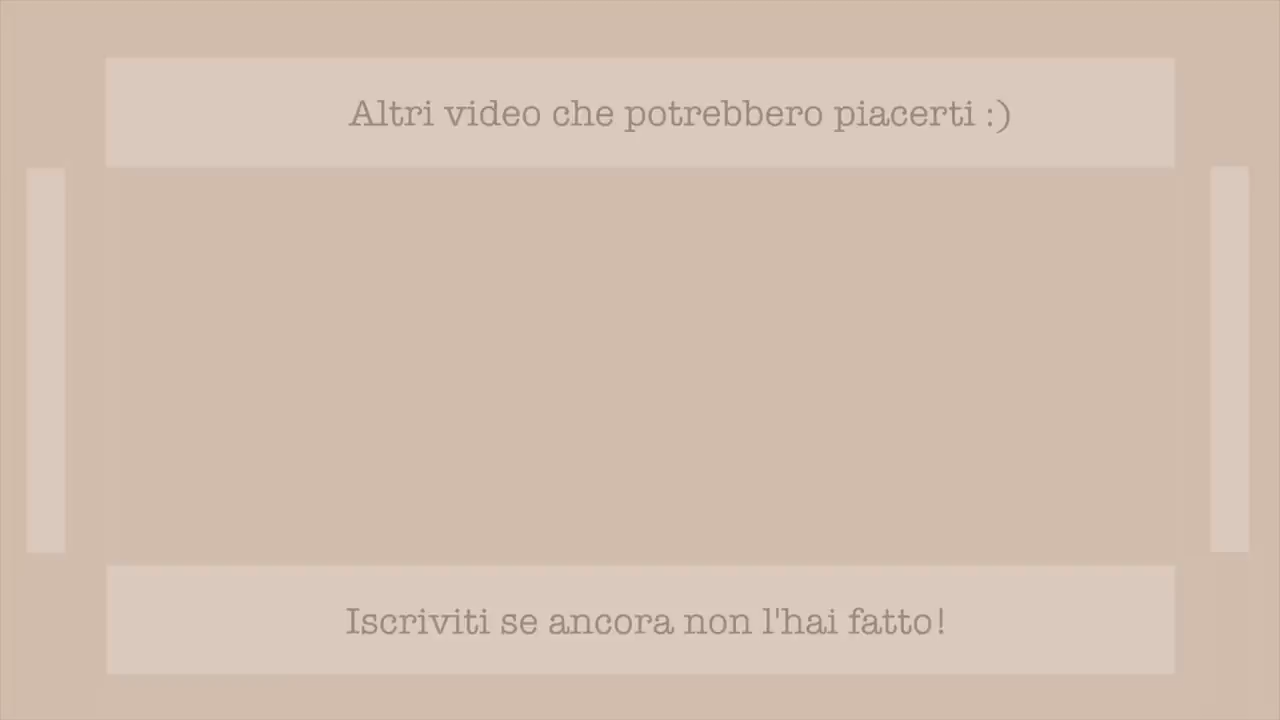 Altri video che potrebbero piacerti :)
Iscriviti se ancora non l'hai fatto!